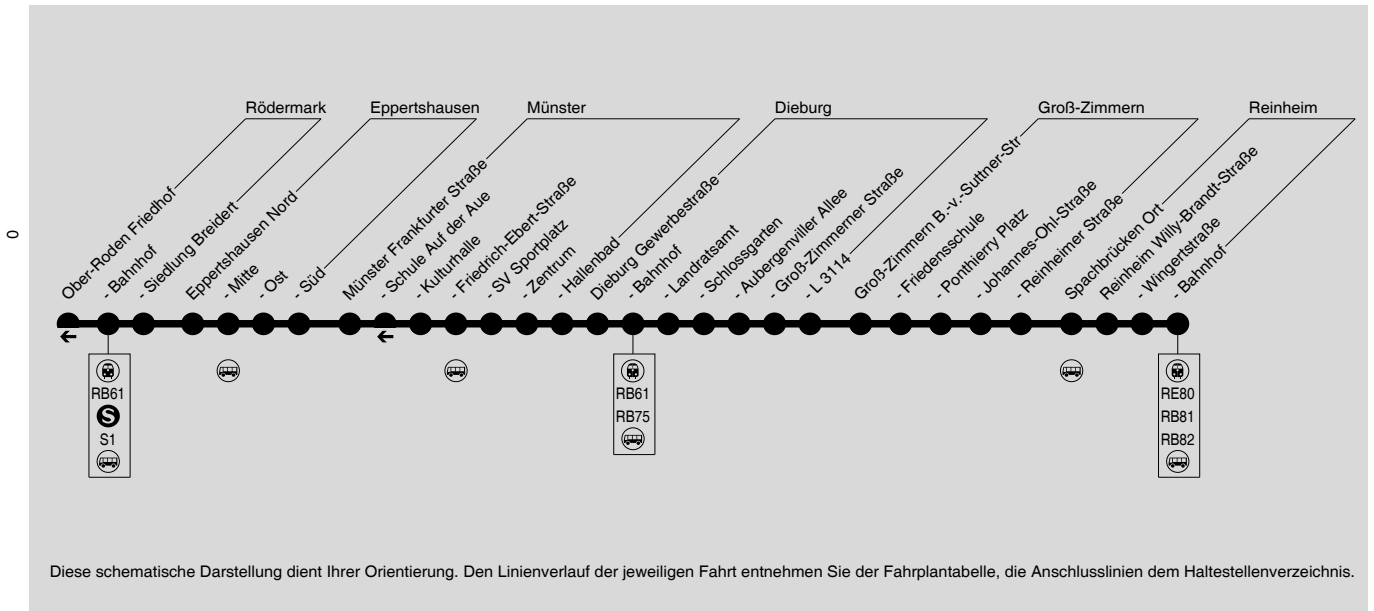 Rödermark
Eppertshausen
Münster
Dieburg
Groß-Zimmern
Reinheim
Ober-Roden Friedhof
- Bahnhof
- Siedlung Breidert
Eppertshausen Nord
- Mitte
- Ost
- Süd
Münster Frankfurter Straße
- Schule Auf der Aue
- Kulturhalle
- Friedrich-Ebert-Straße
- SV Sportplatz
- Zentrum
- Hallenbad
Dieburg Gewerbestraße
- Bahnhof
- Landratsamt
- Schlossgarten
- Aubergenviller Allee
- Groß-Zimmerner Straße
- L 3114
Groß-Zimmern B.-v.-Suttner-Str
- Friedensschule
- Ponthierry Platz
- Johannes-Ohl-Straße
- Reinheimer Straße
Spachbrücken Ort
Reinheim Willy-Brandt-Straße
- Wingertstraße
- Bahnhof
0
RB61
S
S1
RB61
RB75
RE80
RB81
RB82
Diese schematische Darstellung dient Ihrer Orientierung. Den Linienverlauf der jeweiligen Fahrt entnehmen Sie der Fahrplantabelle, die Anschlusslinien dem Haltestellenverzeichnis.